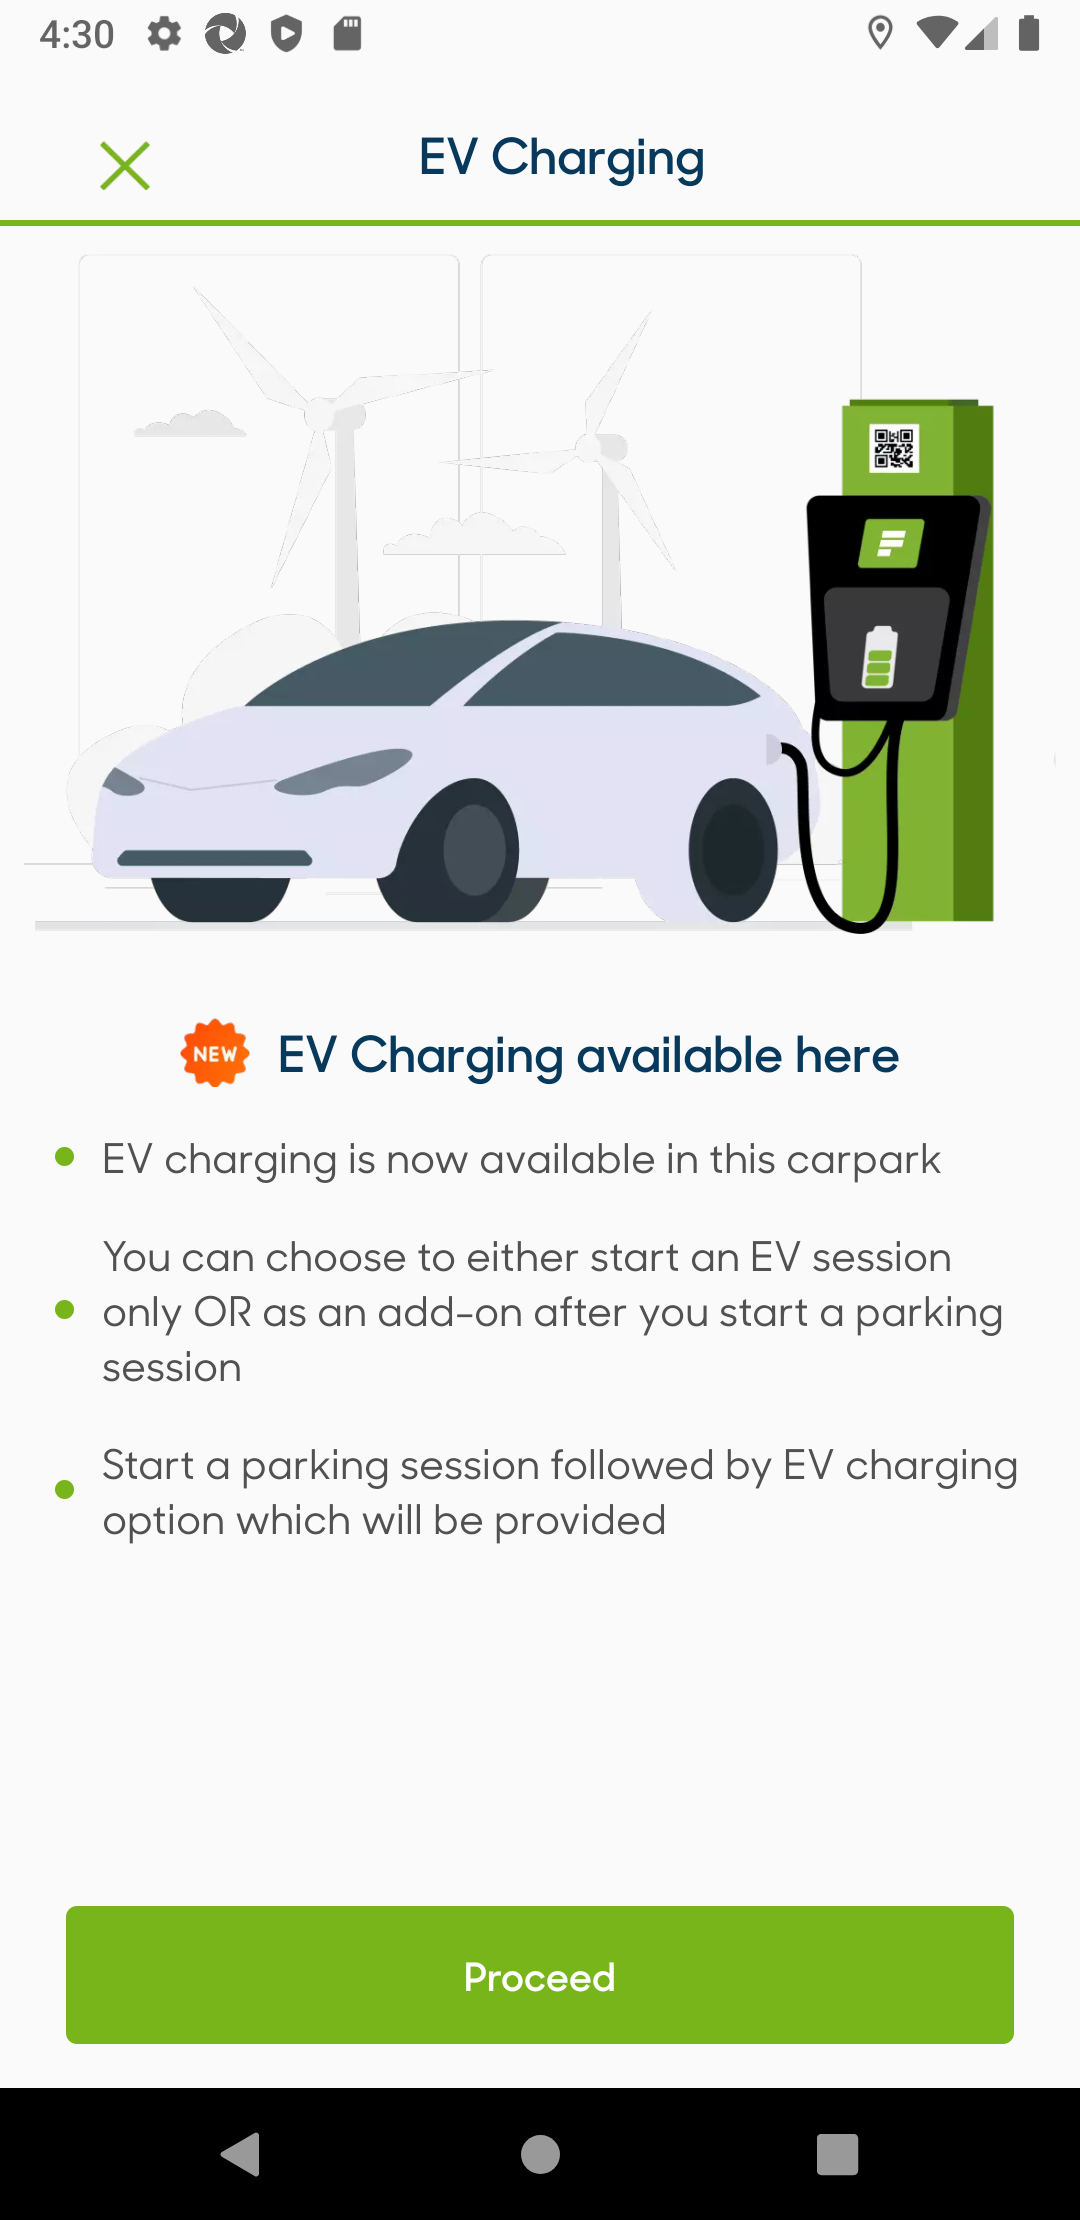 4:30
EV Charging
NEW
EV Charging available here
EV charging is now available in this carpark
You can choose to either start an EV session
only OR as an add-on after you start a parking
session
Start a parking session followed by EV charging
option which will be provided
Proceed